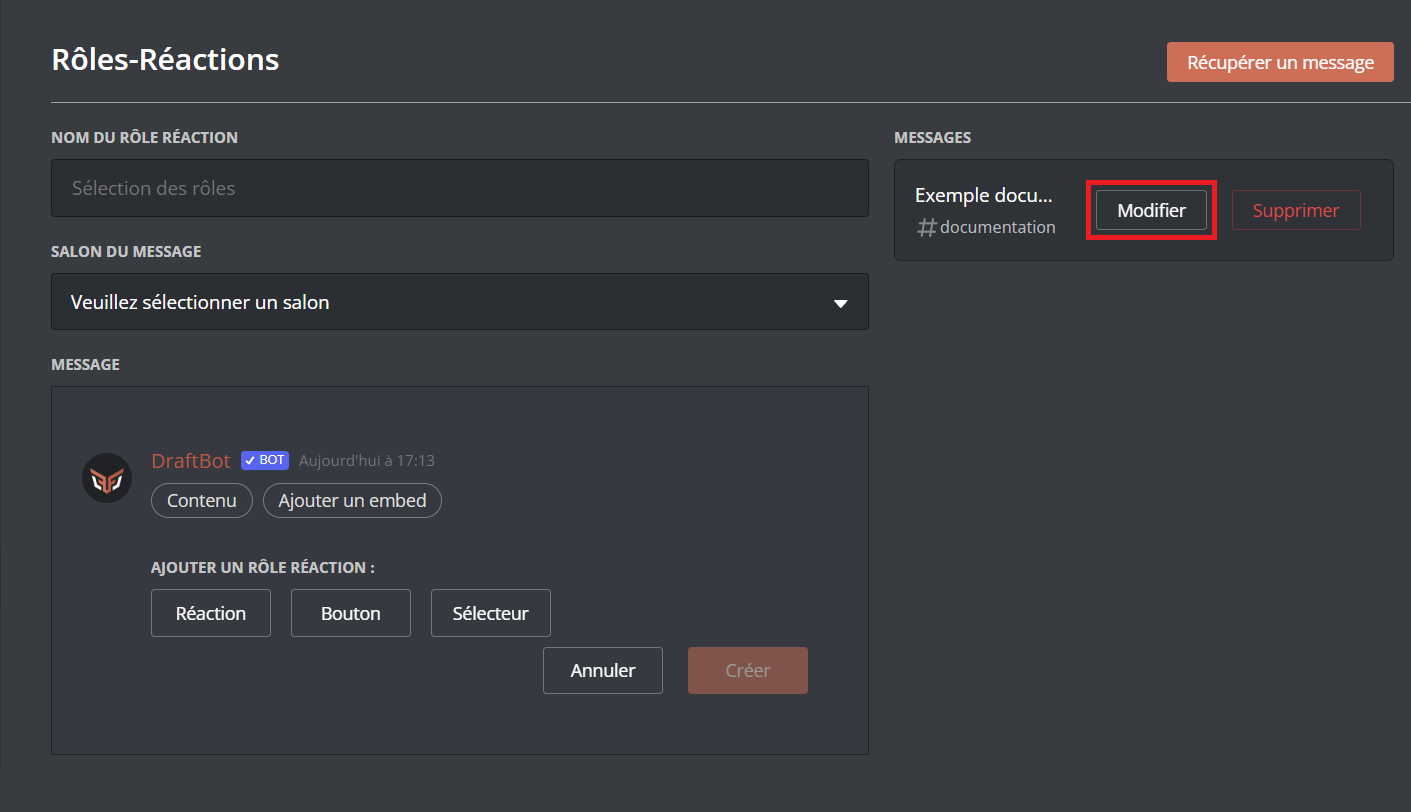 Rôles-Réactions
Récupérer un message
NOM DU RÔLE RÉACTION
Sélection des rôles
SALON DU MESSAGE
Veuillez sélectionner un salon
MESSAGE
DraftBot BOT Aujourd'hui à 17:13
Contenu Ajouter un embed
AJOUTER UN RÔLE RÉACTION :
Réaction Bouton Sélecteur
Annuler Créer
MESSAGES
Exemple docu...
#documentation
Modifier Supprimer